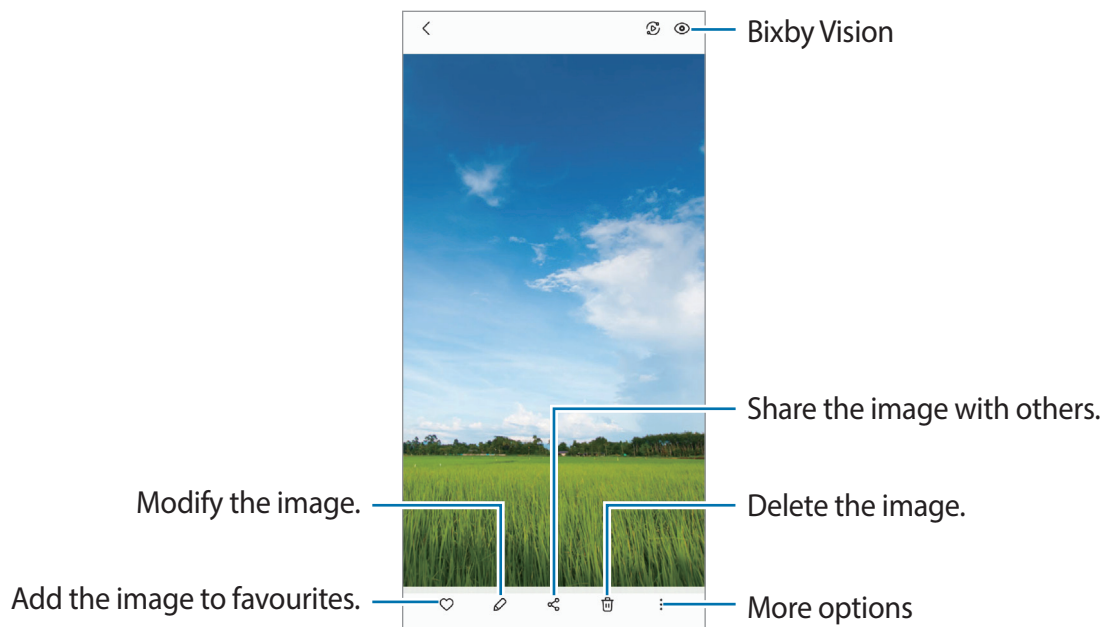 Bixby Vision
Share the image with others.
Modify the image.
Delete the image.
Add the image to favourites.
More options